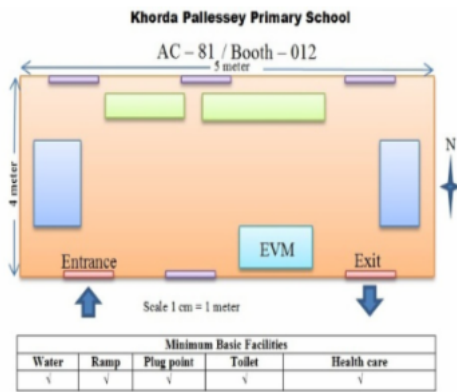 Khorda Pallessey Primary School
AC – 81 / Booth – 012
5 meter
4 meter
N
EVM
Entrance
Exit
Scale 1 cm = 1 meter
Minimum Basic Facilities
Water Ramp Plug point Toilet Health care
√ √ √ √ √